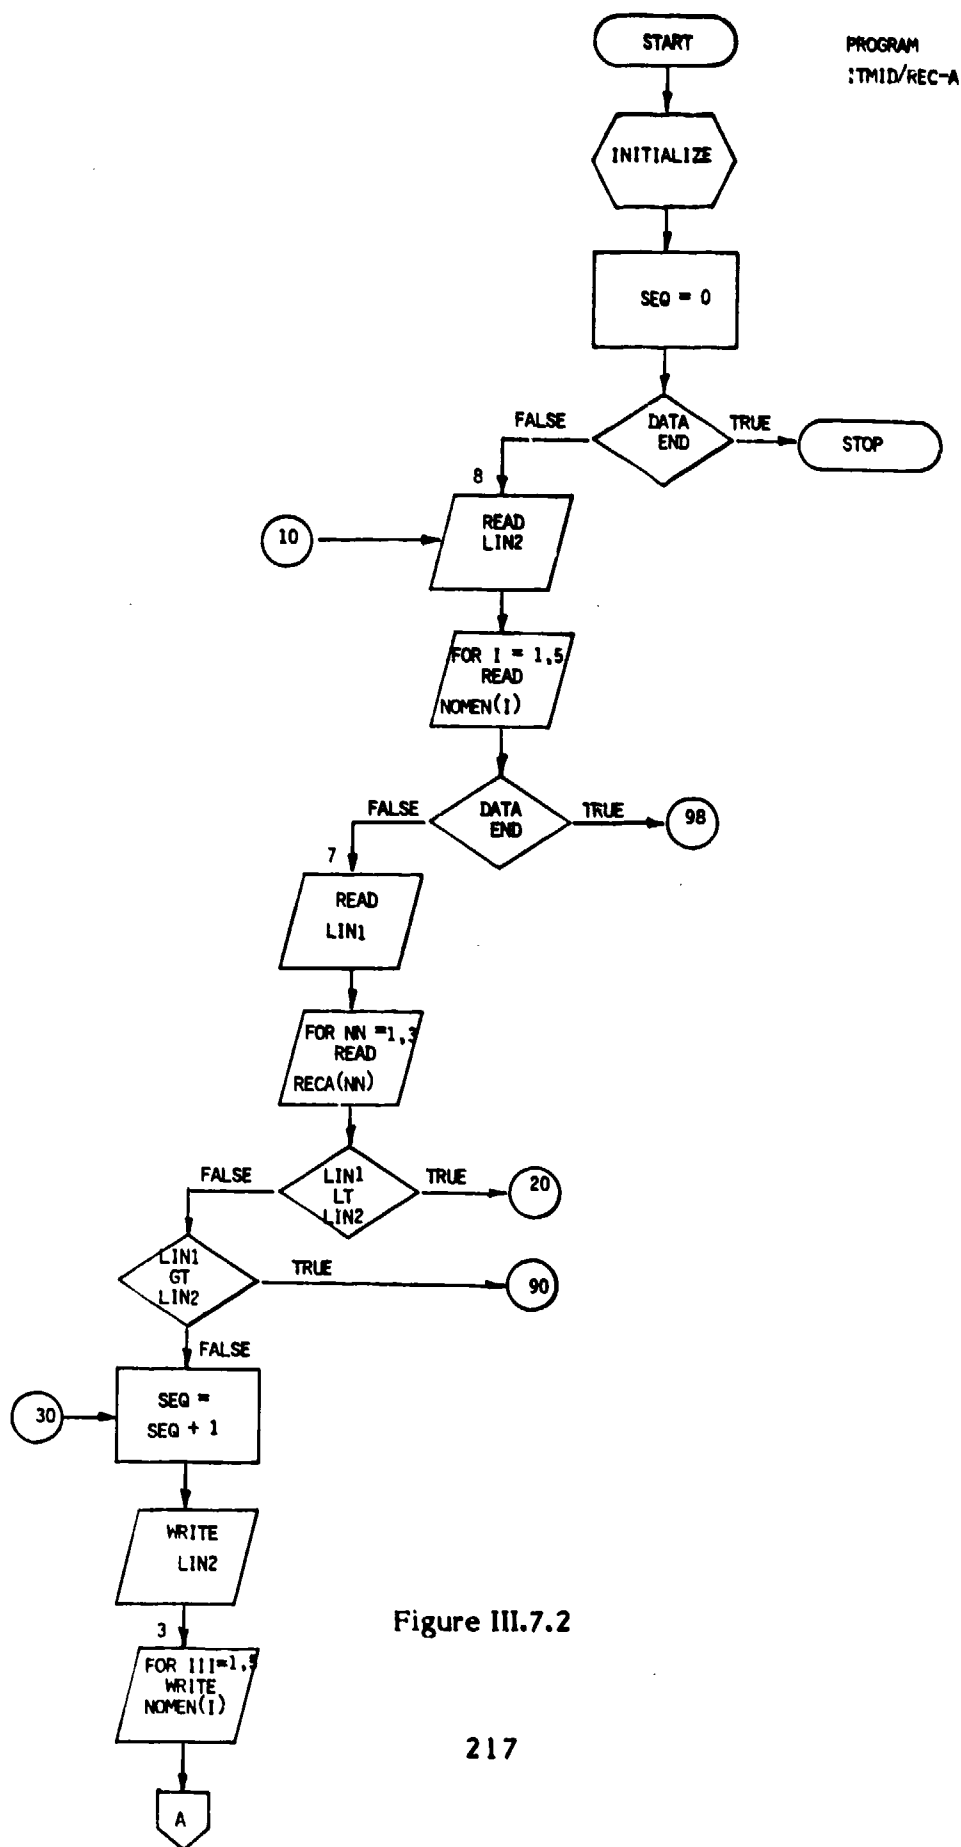 START
PROGRAM
:TMID/REC-A
INITIALIZE
SEQ = 0
DATA
END
FALSE
TRUE
STOP
8
READ
LIN2
10
FOR I = 1,5
READ
NOMEN(I)
DATA
END
FALSE
TRUE
98
7
READ
LIN1
FOR NN =1,3
READ
RECA(NN)
LIN1
LT
LIN2
FALSE
TRUE
20
LIN1
GT
LIN2
TRUE
90
FALSE
SEQ =
SEQ + 1
30
WRITE
LIN2
3
FOR III=1,5
WRITE
NOMEN(I)
A
Figure III.7.2
217